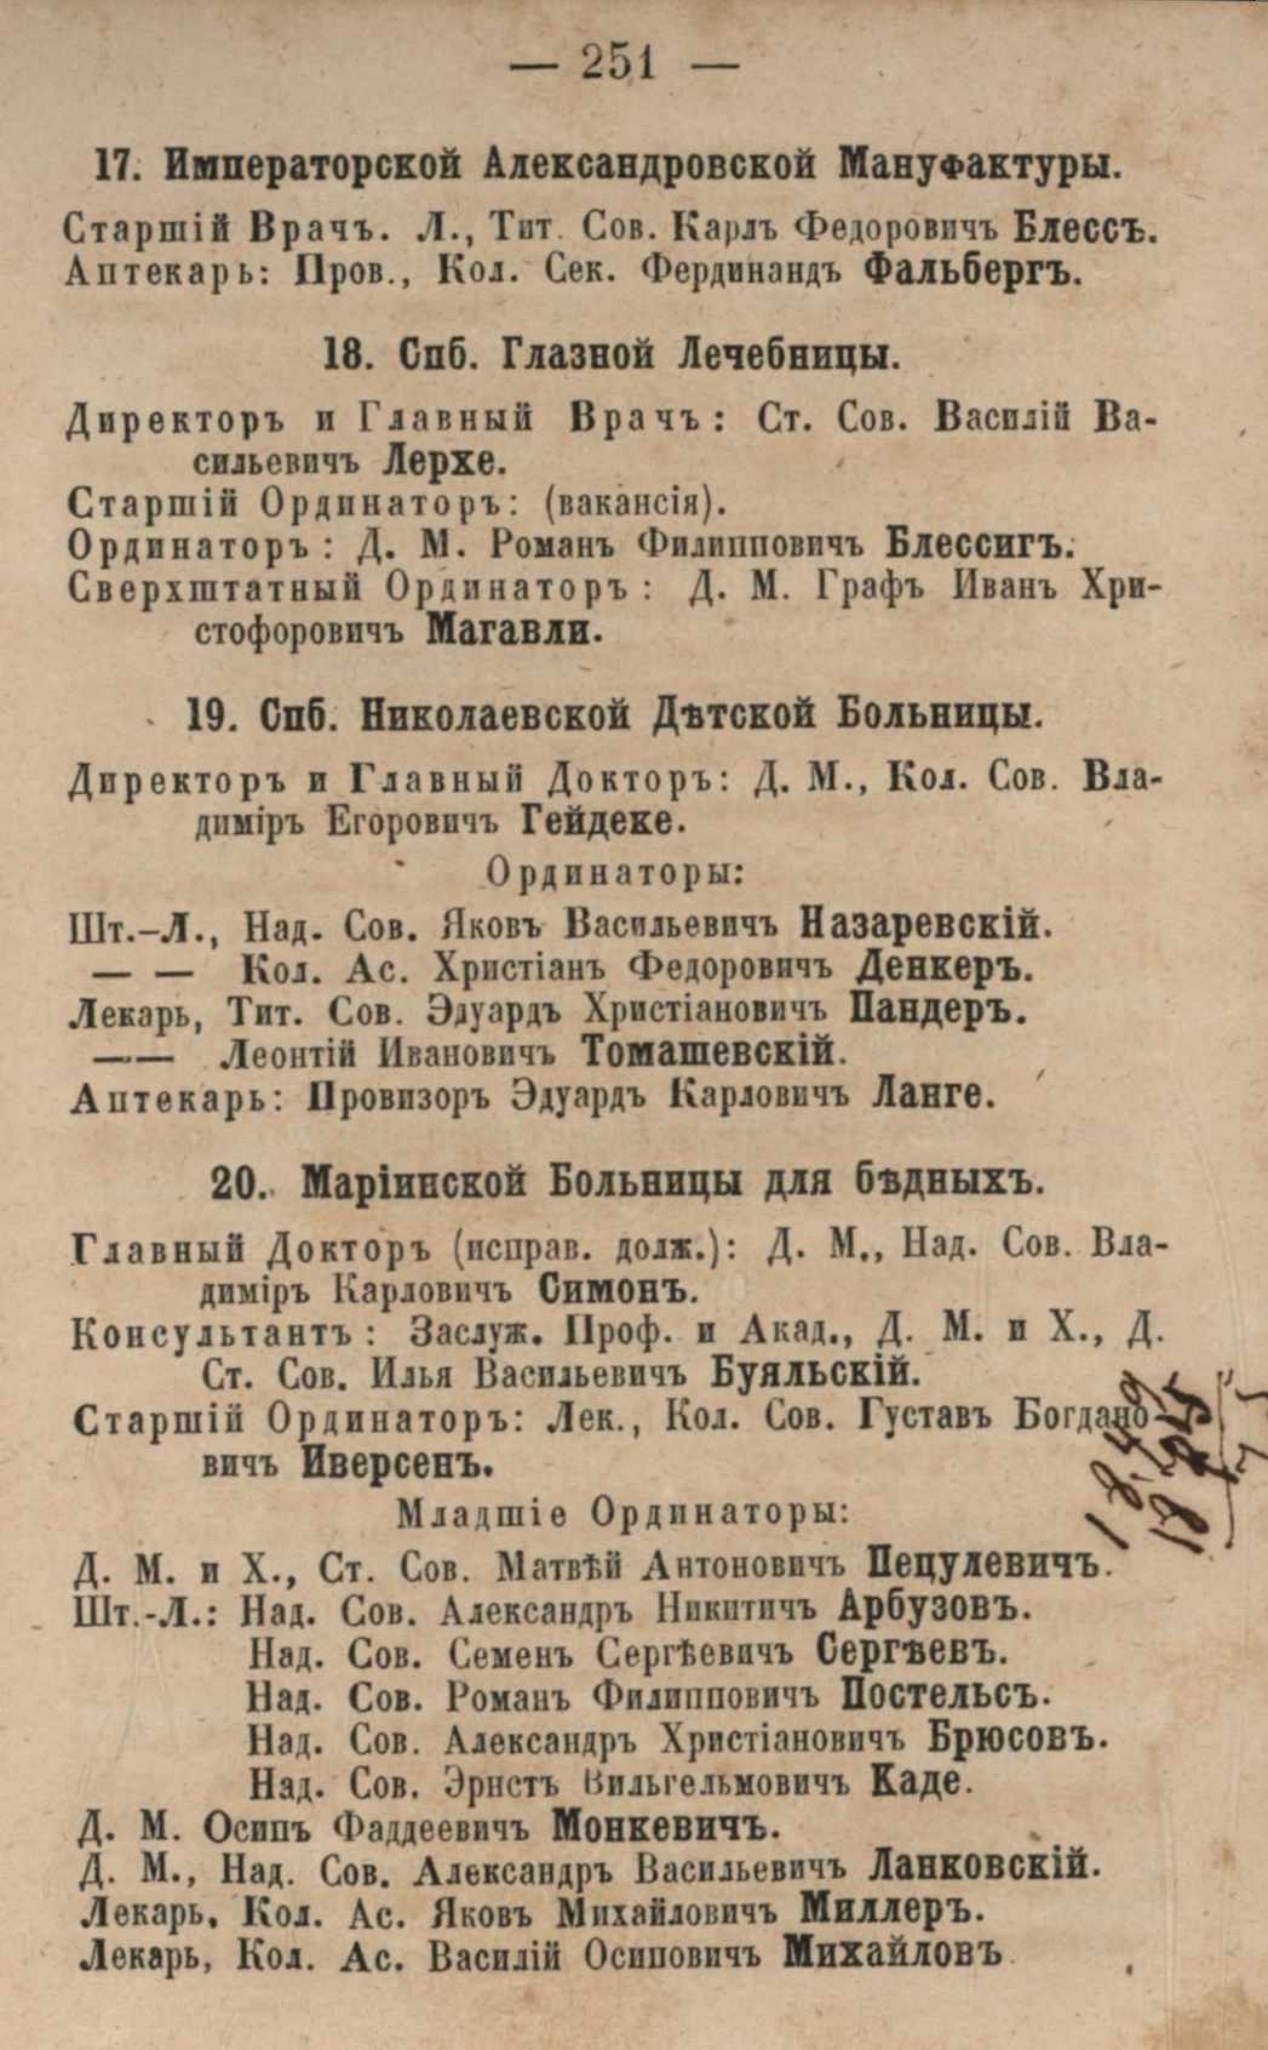 — 251 —
17. Императорской Александровской Мануфактуры.
Старшій Врачъ. Л., Тит. Сов. Карлъ Федоровичъ Блессъ.
Аптекарь: Пров., Кол. Сек. Фердинандъ Фальбергъ.
18. Спб. Глазной Лечебницы.
Директоръ и Главный Врачъ: Ст. Сов. Василій Ва-
сильевичъ Лерхе.
Старшій Ординаторъ: (вакансія).
Ординаторъ: Д. М. Романъ Филипповичъ Блессигъ.
Сверхштатный Ординаторъ: Д. М. Графъ Иванъ Хри-
стофоровичъ Магавли.
19. Спб. Николаевской Дѣтской Больницы.
Директоръ и Главный Докторъ: Д. М., Кол. Сов. Вла-
димірь Егоровичъ Гейдеке.
Ординаторы:
Шт.-Л., Над. Сов. Яковъ Васильевичъ Назаревскій.
— — Кол. Ас. Христіанъ Федоровичъ Денкеръ.
Лекарь, Тит. Сов. Эдуардъ Христіановичъ Пандеръ.
—— Леонтій Ивановичъ Томашевскій.
Аптекарь: Провизоръ Эдуардъ Карловичъ Ланге.
20. Маріинской Больницы для бѣдныхъ.
Главный Докторъ (исправ. долж.): Д. М., Над. Сов. Вла-
диміръ Карловичъ Симонъ.
Консультантъ: Заслуж. Проф. и Акад., Д. М. и Х., Д.
Ст. Сов. Илья Васильевичъ Буяльскій.
Старшій Ординаторъ: Лек., Кол. Сов. Густавъ Богдано-
вичъ Иверсенъ.
Младшіе Ординаторы:
Д. М. и Х., Ст. Сов. Матвѣй Антоновичъ Пецулевичъ.
Шт.-Л.: Над. Сов. Александръ Никитичъ Арбузовъ.
Над. Сов. Семенъ Сергѣевичъ Сергѣевъ.
Над. Сов. Романъ Филипповичъ Постельсъ.
Над. Сов. Александръ Христіановичъ Брюсовъ.
Над. Сов. Эрнстъ Вильгельмовичъ Каде.
Д. М. Осипъ Фаддеевичъ Монкевичъ.
Д. М., Над. Сов. Александръ Васильевичъ Ланковскій.
Лекарь, Кол. Ас. Яковъ Михайловичъ Миллеръ.
Лекарь, Кол. Ас. Василій Осиповичъ Михайловъ